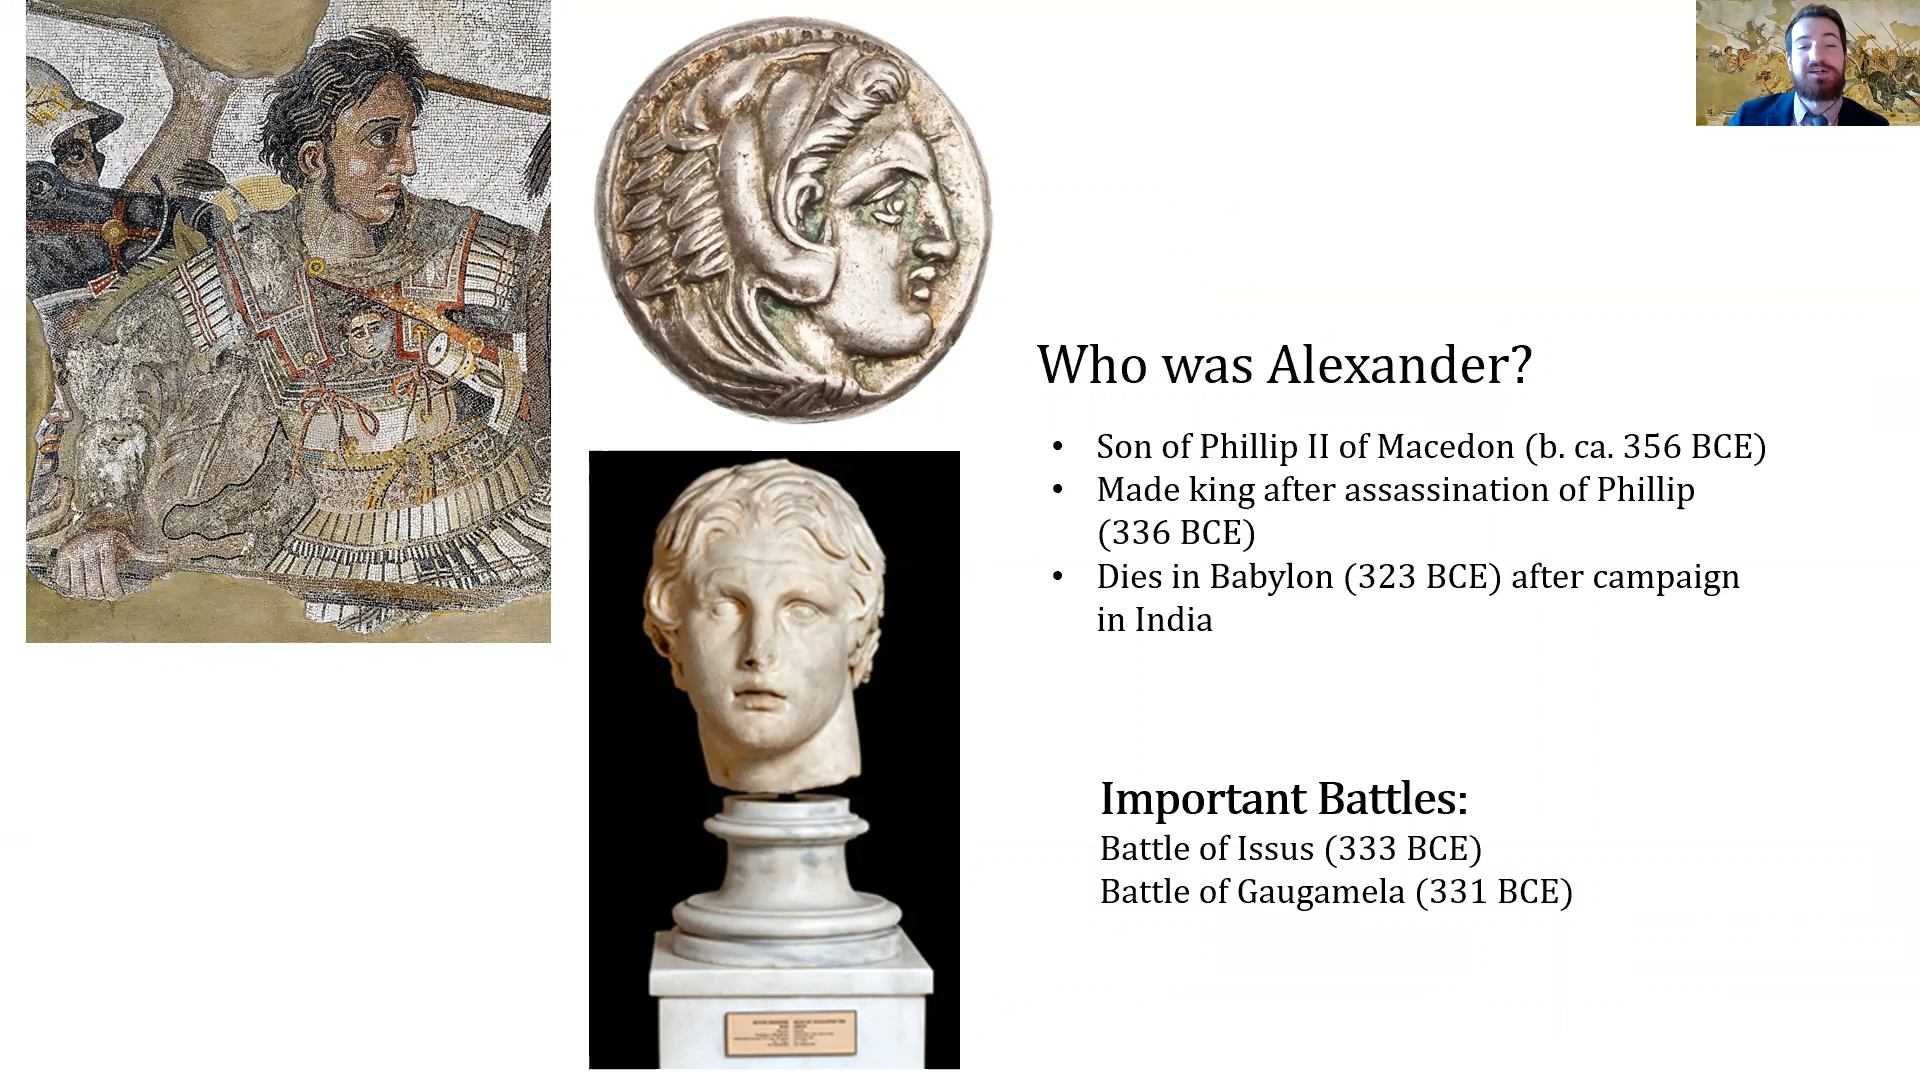 Who was Alexander?
• Son of Phillip II of Macedon (b. ca. 356 BCE)
• Made king after assassination of Phillip
(336 BCE)
• Dies in Babylon (323 BCE) after campaign
in India
Important Battles:
Battle of Issus (333 BCE)
Battle of Gaugamela (331 BCE)